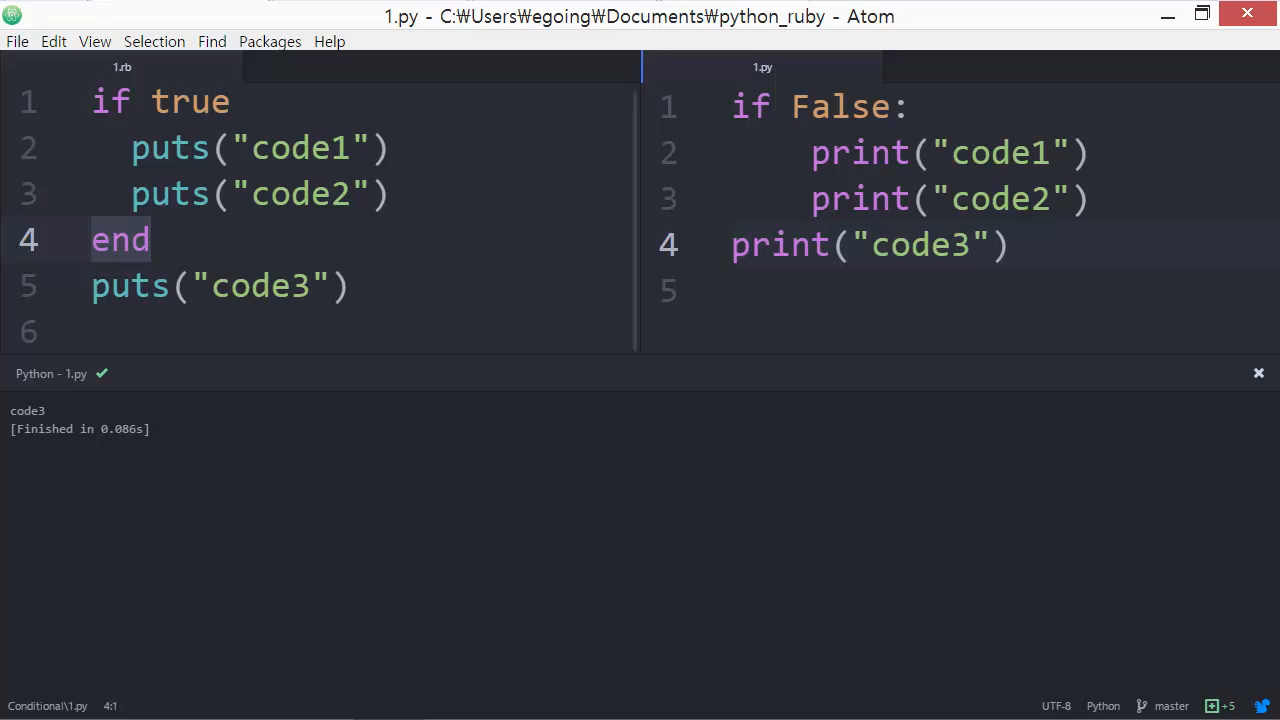 1.py - C:₩Users₩egoing₩Documents₩python_ruby - Atom
File Edit View Selection Find Packages Help
1.rb
1 if true
2   puts("code1")
3   puts("code2")
4 end
5 puts("code3")
6
1.py
1 if False:
2     print("code1")
3     print("code2")
4 print("code3")
5
Python - 1.py
code3
[Finished in 0.086s]
Conditional\1.py 4:1 UTF-8 Python master +5